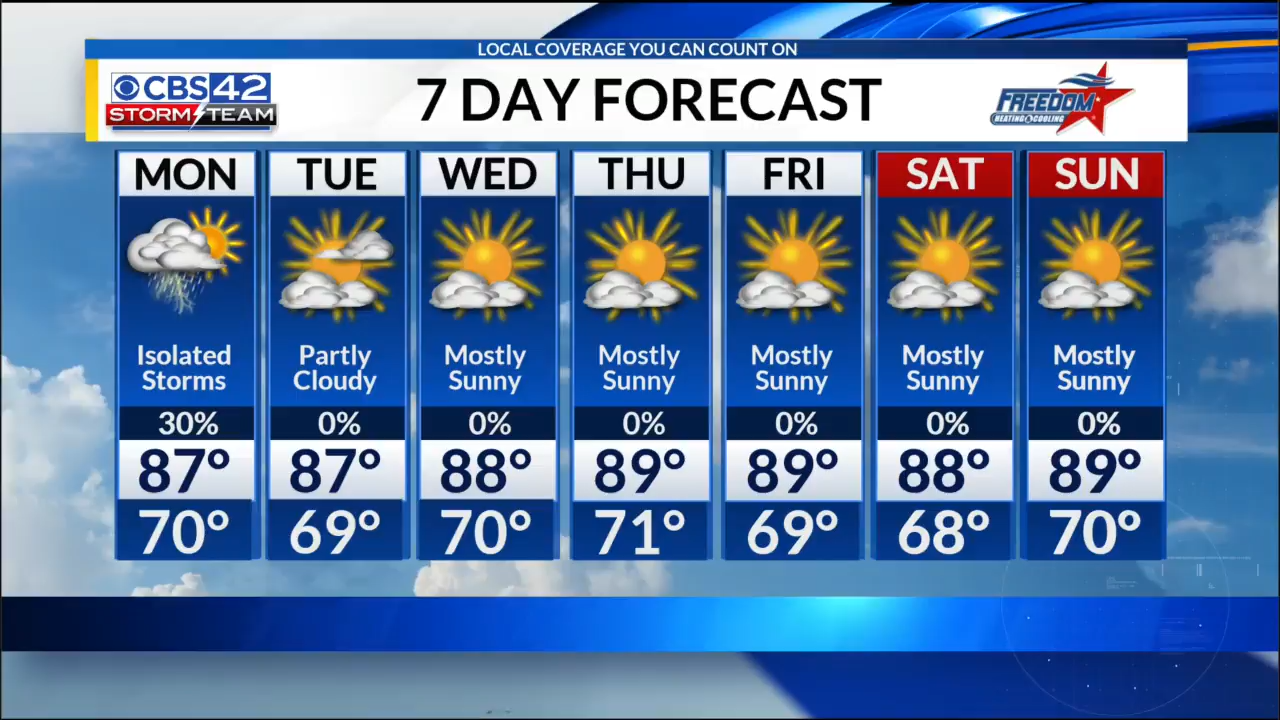 LOCAL COVERAGE YOU CAN COUNT ON
CBS 42
STORM TEAM
7 DAY FORECAST
FREEDOM
HEATING & COOLING
MON TUE WED THU FRI SAT SUN
Isolated Partly Mostly Mostly Mostly Mostly Mostly
Storms Cloudy Sunny Sunny Sunny Sunny Sunny
30% 0% 0% 0% 0% 0% 0%
87° 87° 88° 89° 89° 88° 89°
70° 69° 70° 71° 69° 68° 70°